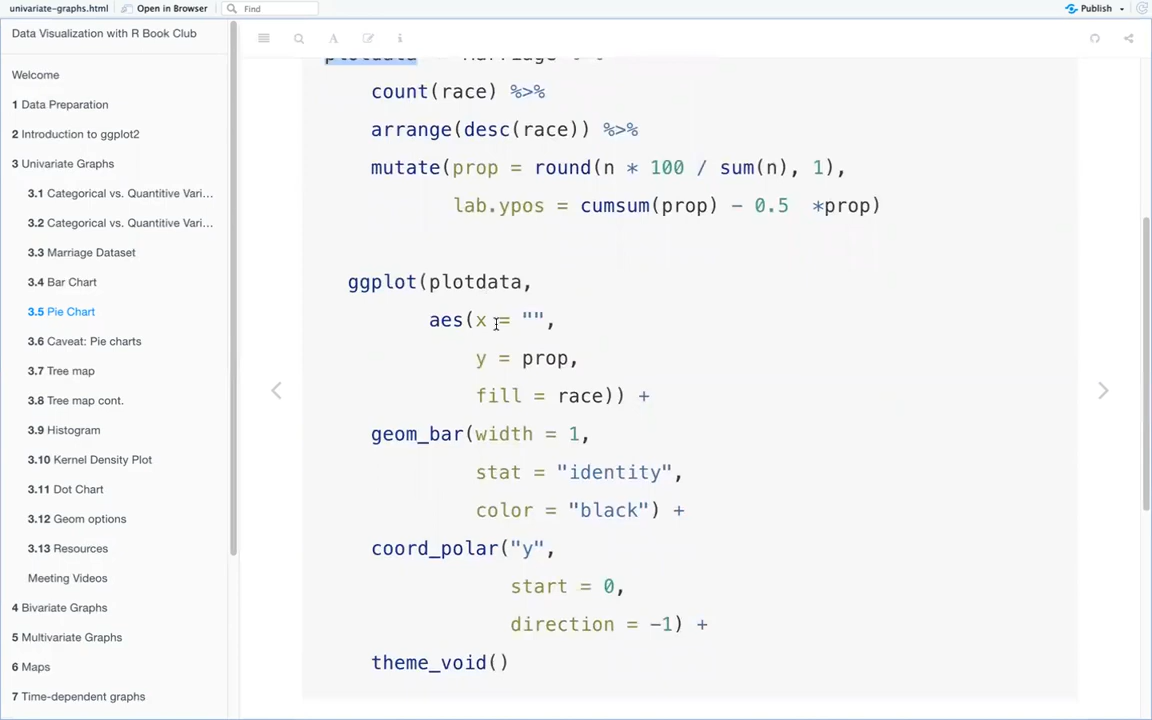 univariate-graphs.html
Open in Browser
Find
Publish
Data Visualization with R Book Club
Welcome
1 Data Preparation
2 Introduction to ggplot2
3 Univariate Graphs
3.1 Categorical vs. Quantitive Vari...
3.2 Categorical vs. Quantitive Vari...
3.3 Marriage Dataset
3.4 Bar Chart
3.5 Pie Chart
3.6 Caveat: Pie charts
3.7 Tree map
3.8 Tree map cont.
3.9 Histogram
3.10 Kernel Density Plot
3.11 Dot Chart
3.12 Geom options
3.13 Resources
Meeting Videos
4 Bivariate Graphs
5 Multivariate Graphs
6 Maps
7 Time-dependent graphs
A
count(race) %>%
arrange(desc(race)) %>%
mutate(prop = round(n * 100 / sum(n), 1),
lab.ypos = cumsum(prop) - 0.5  *prop)
ggplot(plotdata,
aes(x = "",
y = prop,
fill = race)) +
geom_bar(width = 1,
stat = "identity",
color = "black") +
coord_polar("y",
start = 0,
direction = -1) +
theme_void()